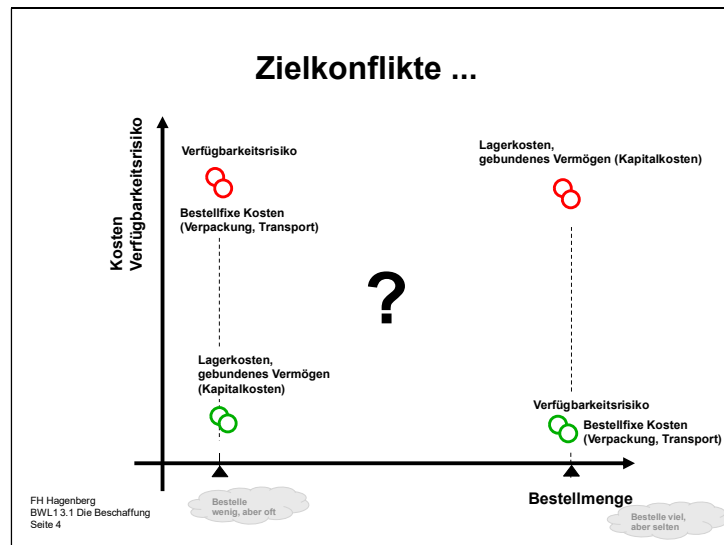 Zielkonflikte ...
Kosten
Verfügbarkeitsrisiko
Verfügbarkeitsrisiko
Bestellfixe Kosten
(Verpackung, Transport)
Lagerkosten,
gebundenes Vermögen (Kapitalkosten)
?
Lagerkosten,
gebundenes Vermögen
(Kapitalkosten)
Verfügbarkeitsrisiko
Bestellfixe Kosten
(Verpackung, Transport)
Bestelle
wenig, aber oft
Bestellmenge
Bestelle viel,
aber selten
FH Hagenberg
BWL1 3.1 Die Beschaffung
Seite 4